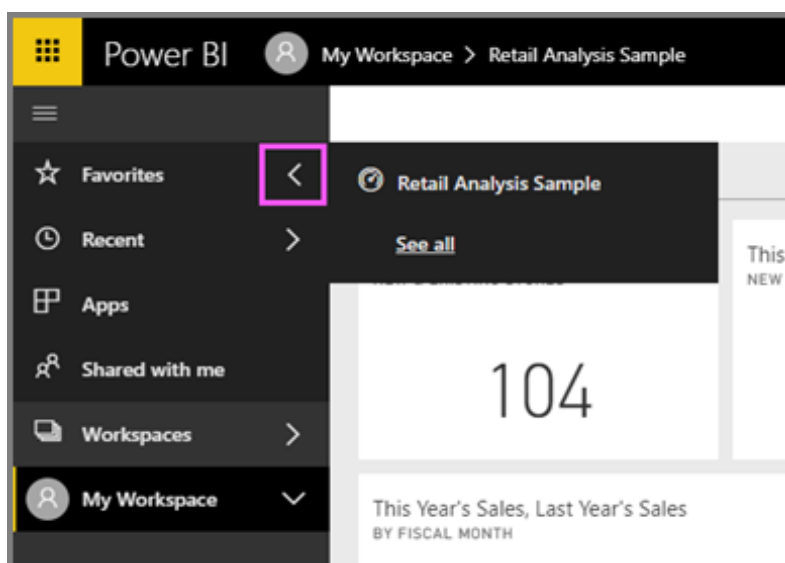 Power BI
My Workspace > Retail Analysis Sample
Favorites
Retail Analysis Sample
Recent
See all
This
NEW
Apps
Shared with me
104
Workspaces
My Workspace
This Year's Sales, Last Year's Sales
BY FISCAL MONTH